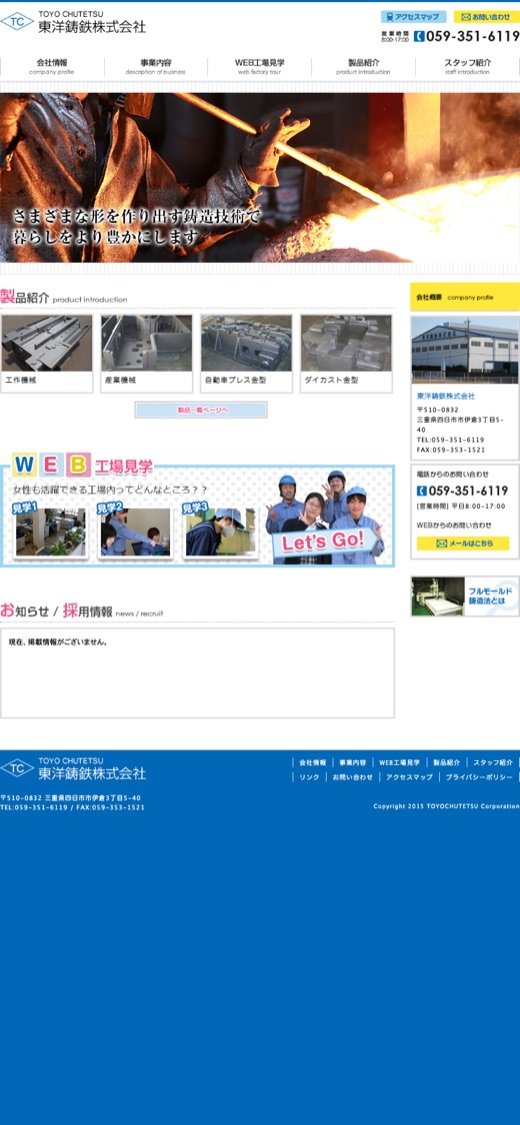 TC
TOYO CHUTETSU
東洋鋳鉄株式会社
アクセスマップ
お問い合わせ
営業時間
8:00-17:00
059-351-6119
会社情報
company profile
事業内容
description of business
WEB工場見学
web factory tour
製品紹介
product introduction
スタッフ紹介
staff introduction
さまざまな形を作り出す鋳造技術で
暮らしをより豊かにします
製品紹介 product introduction
工作機械
産業機械
自動車プレス金型
ダイカスト金型
製品一覧ページへ
WEB工場見学
女性も活躍できる工場内ってどんなところ？？
見学1
見学2
見学3
Let's Go!
お知らせ / 採用情報 news / recruit
現在、掲載情報がございません。
会社概要 company profile
東洋鋳鉄株式会社
〒510-0832
三重県四日市市伊倉3丁目5-
40
TEL:059-351-6119
FAX:059-353-1521
電話からのお問い合わせ
059-351-6119
[営業時間] 平日8:00-17:00
WEBからのお問い合わせ
メールはこちら
フルモールド
鋳造法とは
TC
TOYO CHUTETSU
東洋鋳鉄株式会社
〒510-0832 三重県四日市市伊倉3丁目5-40
TEL:059-351-6119 / FAX:059-353-1521
会社情報 事業内容 WEB工場見学 製品紹介 スタッフ紹介
リンク お問い合わせ アクセスマップ プライバシーポリシー
Copyright 2015 TOYOCHUTETSU Corporation